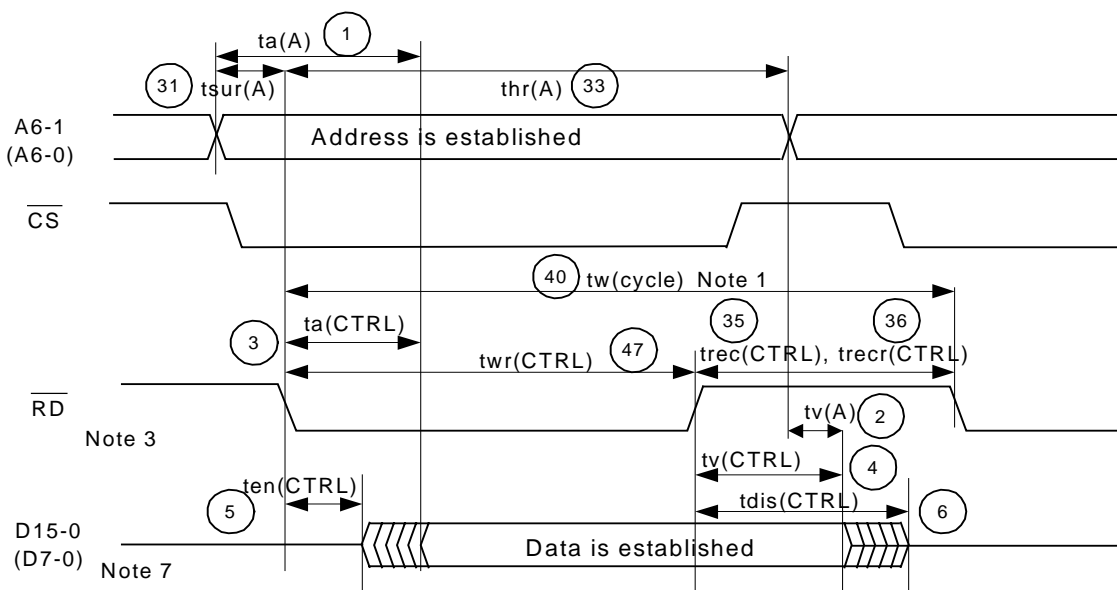 ta(A) 1
31 tsur(A) thr(A) 33
A6-1
(A6-0)
Address is established
CS
40 tw(cycle) Note 1
3 ta(CTRL) 35 36
twr(CTRL) 47 trec(CTRL), trecr(CTRL)
RD
Note 3
tv(A) 2
tv(CTRL) 4
5 ten(CTRL) tdis(CTRL) 6
D15-0
(D7-0)
Data is established
Note 7